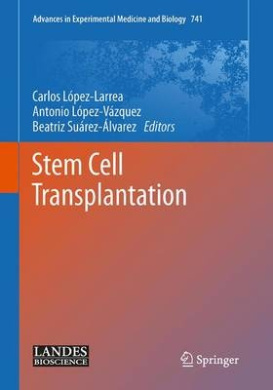 Advances in Experimental Medicine and Biology 741
Carlos López-Larrea
Antonio López-Vázquez
Beatriz Suárez-Álvarez Editors
Stem Cell
Transplantation
LANDES
BIOSCIENCE
Springer